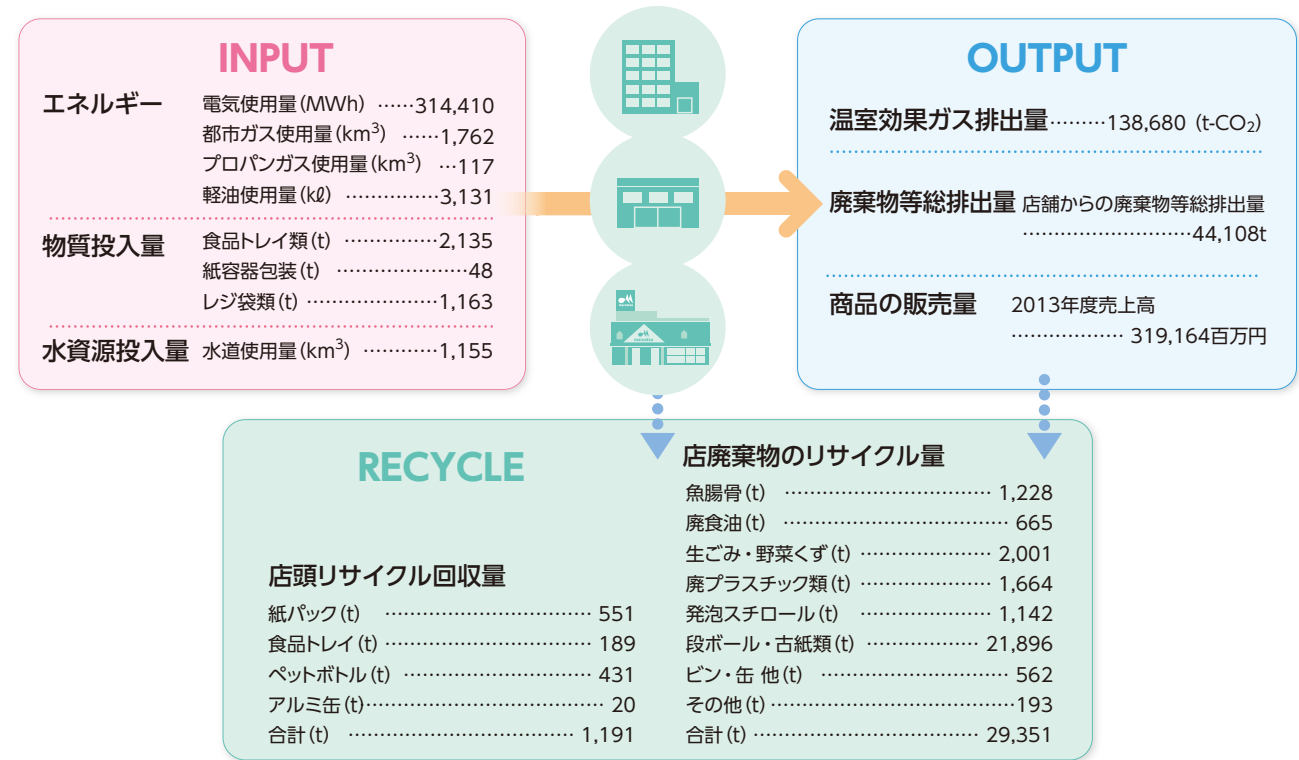 INPUT
エネルギー
電気使用量(MWh) ……314,410
都市ガス使用量(km³) ……1,762
プロパンガス使用量(km³) …117
軽油使用量(kℓ) ……………3,131
物質投入量
食品トレイ類(t) ……………2,135
紙容器包装(t) …………………48
レジ袋類(t) …………………1,163
水資源投入量
水道使用量(km³) …………1,155
OUTPUT
温室効果ガス排出量………138,680 (t-CO₂)
廃棄物等総排出量
店舗からの廃棄物等総排出量
………………………44,108t
商品の販売量
2013年度売上高
……………… 319,164百万円
RECYCLE
店頭リサイクル回収量
紙パック(t) …………………………… 551
食品トレイ(t) …………………………… 189
ペットボトル(t) ………………………… 431
アルミ缶(t)……………………………… 20
合計(t) ……………………………… 1,191
店廃棄物のリサイクル量
魚腸骨(t) …………………………… 1,228
廃食油(t) ……………………………… 665
生ごみ・野菜くず(t) ………………… 2,001
廃プラスチック類(t) ………………… 1,664
発泡スチロール(t) ………………… 1,142
段ボール・古紙類(t) ……………… 21,896
ビン・缶 他(t) ………………………… 562
その他(t) …………………………………193
合計(t) ……………………………… 29,351